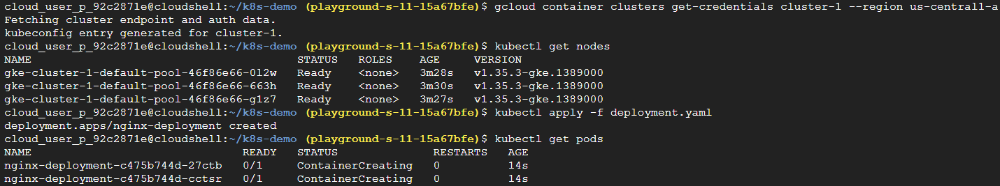 cloud_user_p_92c2871e@cloudshell:~/k8s-demo (playground-s-11-15a67bfe)$ gcloud container clusters get-credentials cluster-1 --region us-central1-a
Fetching cluster endpoint and auth data.
kubeconfig entry generated for cluster-1.
cloud_user_p_92c2871e@cloudshell:~/k8s-demo (playground-s-11-15a67bfe)$ kubectl get nodes
NAME STATUS ROLES AGE VERSION
gke-cluster-1-default-pool-46f86e66-0l2w Ready <none> 3m28s v1.35.3-gke.1389000
gke-cluster-1-default-pool-46f86e66-663h Ready <none> 3m30s v1.35.3-gke.1389000
gke-cluster-1-default-pool-46f86e66-g1z7 Ready <none> 3m27s v1.35.3-gke.1389000
cloud_user_p_92c2871e@cloudshell:~/k8s-demo (playground-s-11-15a67bfe)$ kubectl apply -f deployment.yaml
deployment.apps/nginx-deployment created
cloud_user_p_92c2871e@cloudshell:~/k8s-demo (playground-s-11-15a67bfe)$ kubectl get pods
NAME READY STATUS RESTARTS AGE
nginx-deployment-c475b744d-27ctb 0/1 ContainerCreating 0 14s
nginx-deployment-c475b744d-cctsr 0/1 ContainerCreating 0 14s